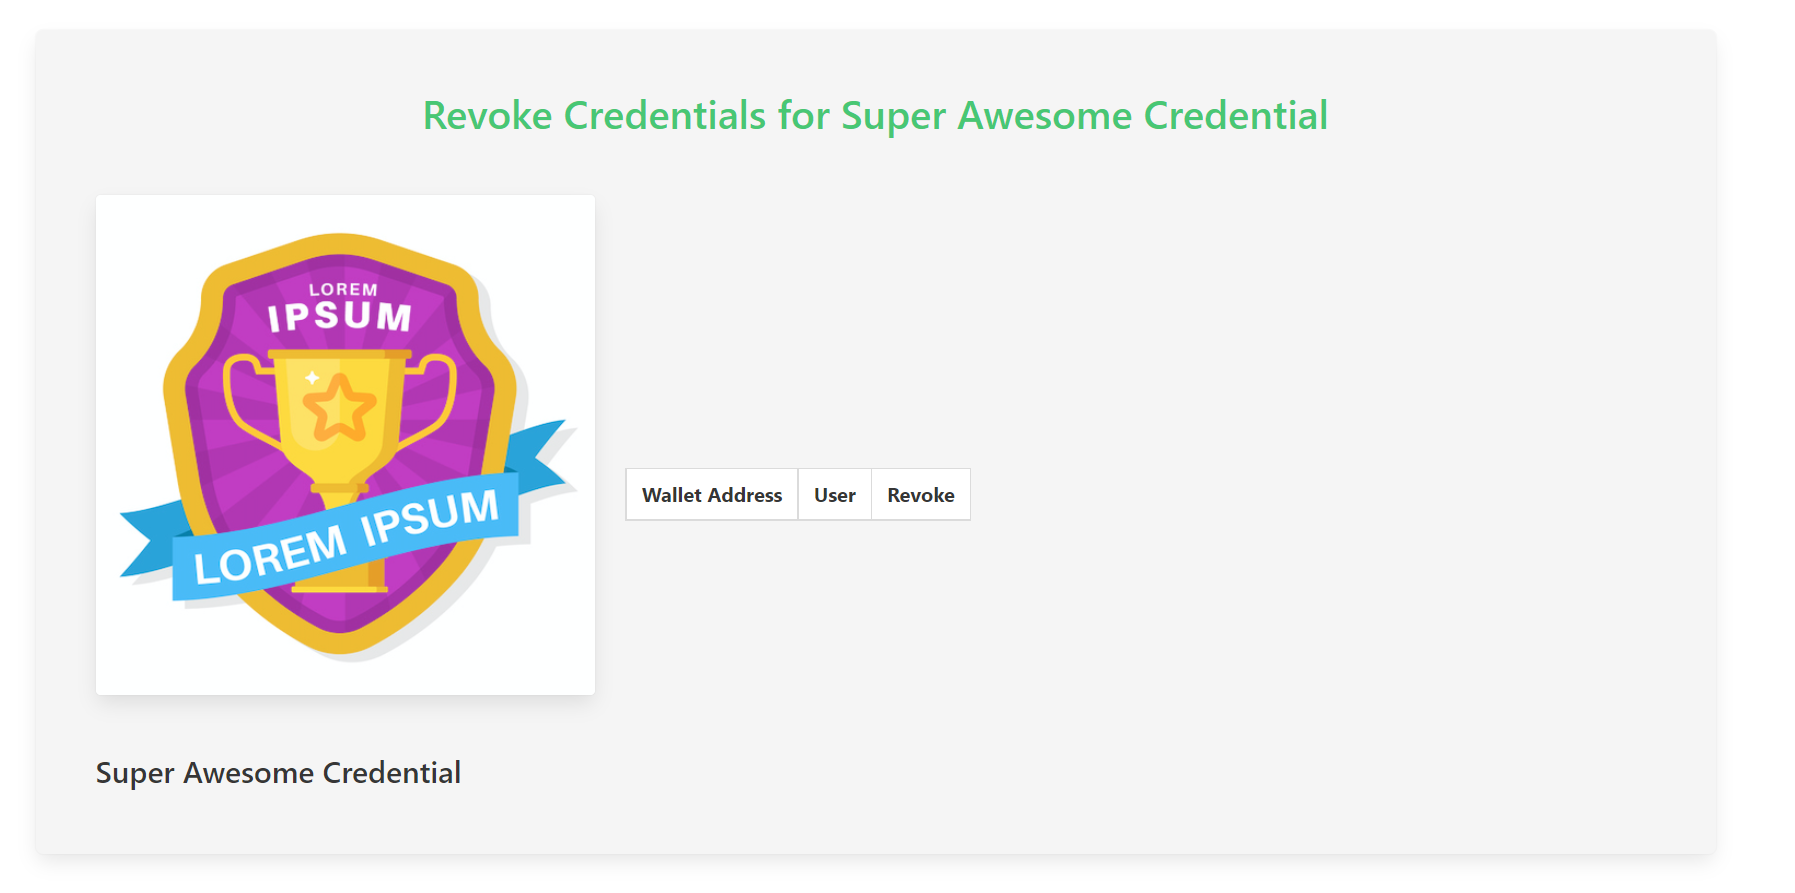 Revoke Credentials for Super Awesome Credential
LOREM
IPSUM
LOREM IPSUM
Wallet Address User Revoke
Super Awesome Credential